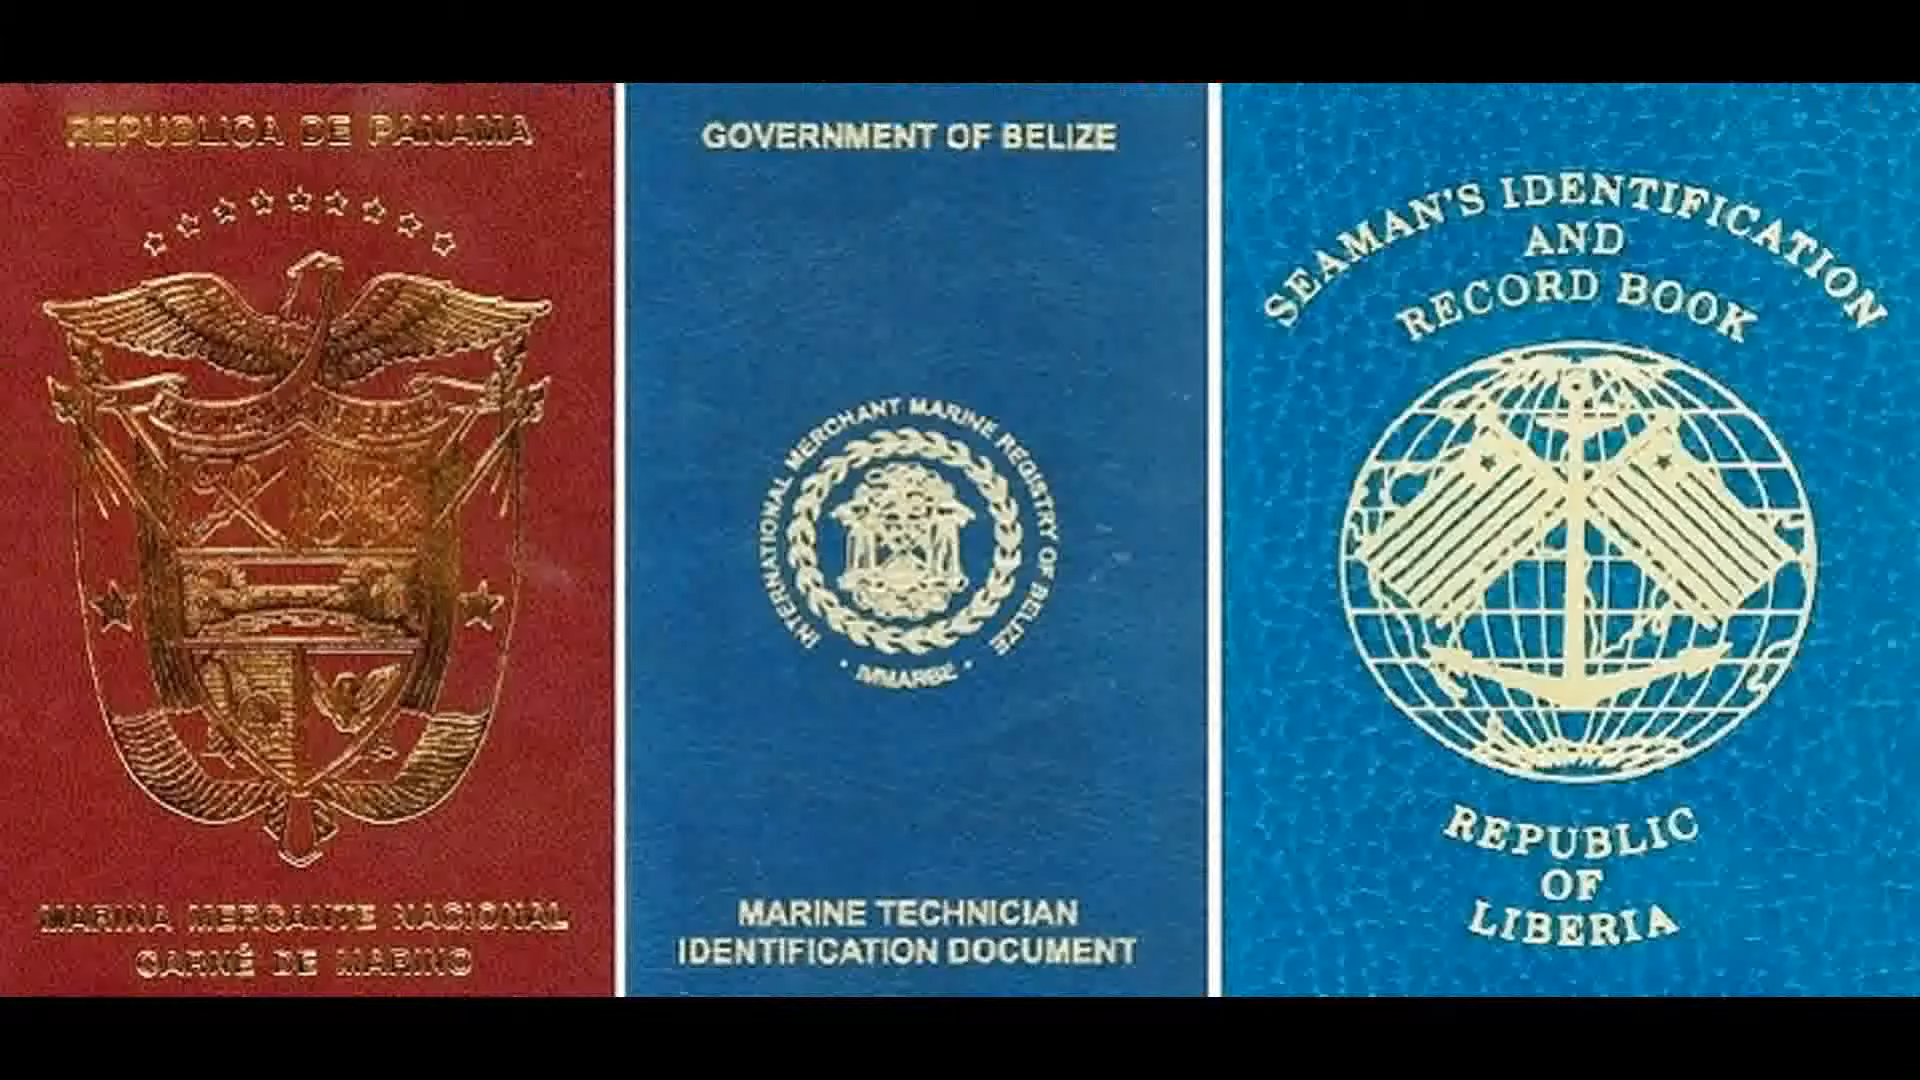 REPUBLICA DE PANAMA
MARINA MERCANTE NACIONAL
CARNÉ DE MARINO
GOVERNMENT OF BELIZE
INTERNATIONAL MERCHANT MARINE REGISTRY OF BELIZE
• IMMARBE •
MARINE TECHNICIAN
IDENTIFICATION DOCUMENT
SEAMAN'S IDENTIFICATION
AND
RECORD BOOK
REPUBLIC
OF
LIBERIA